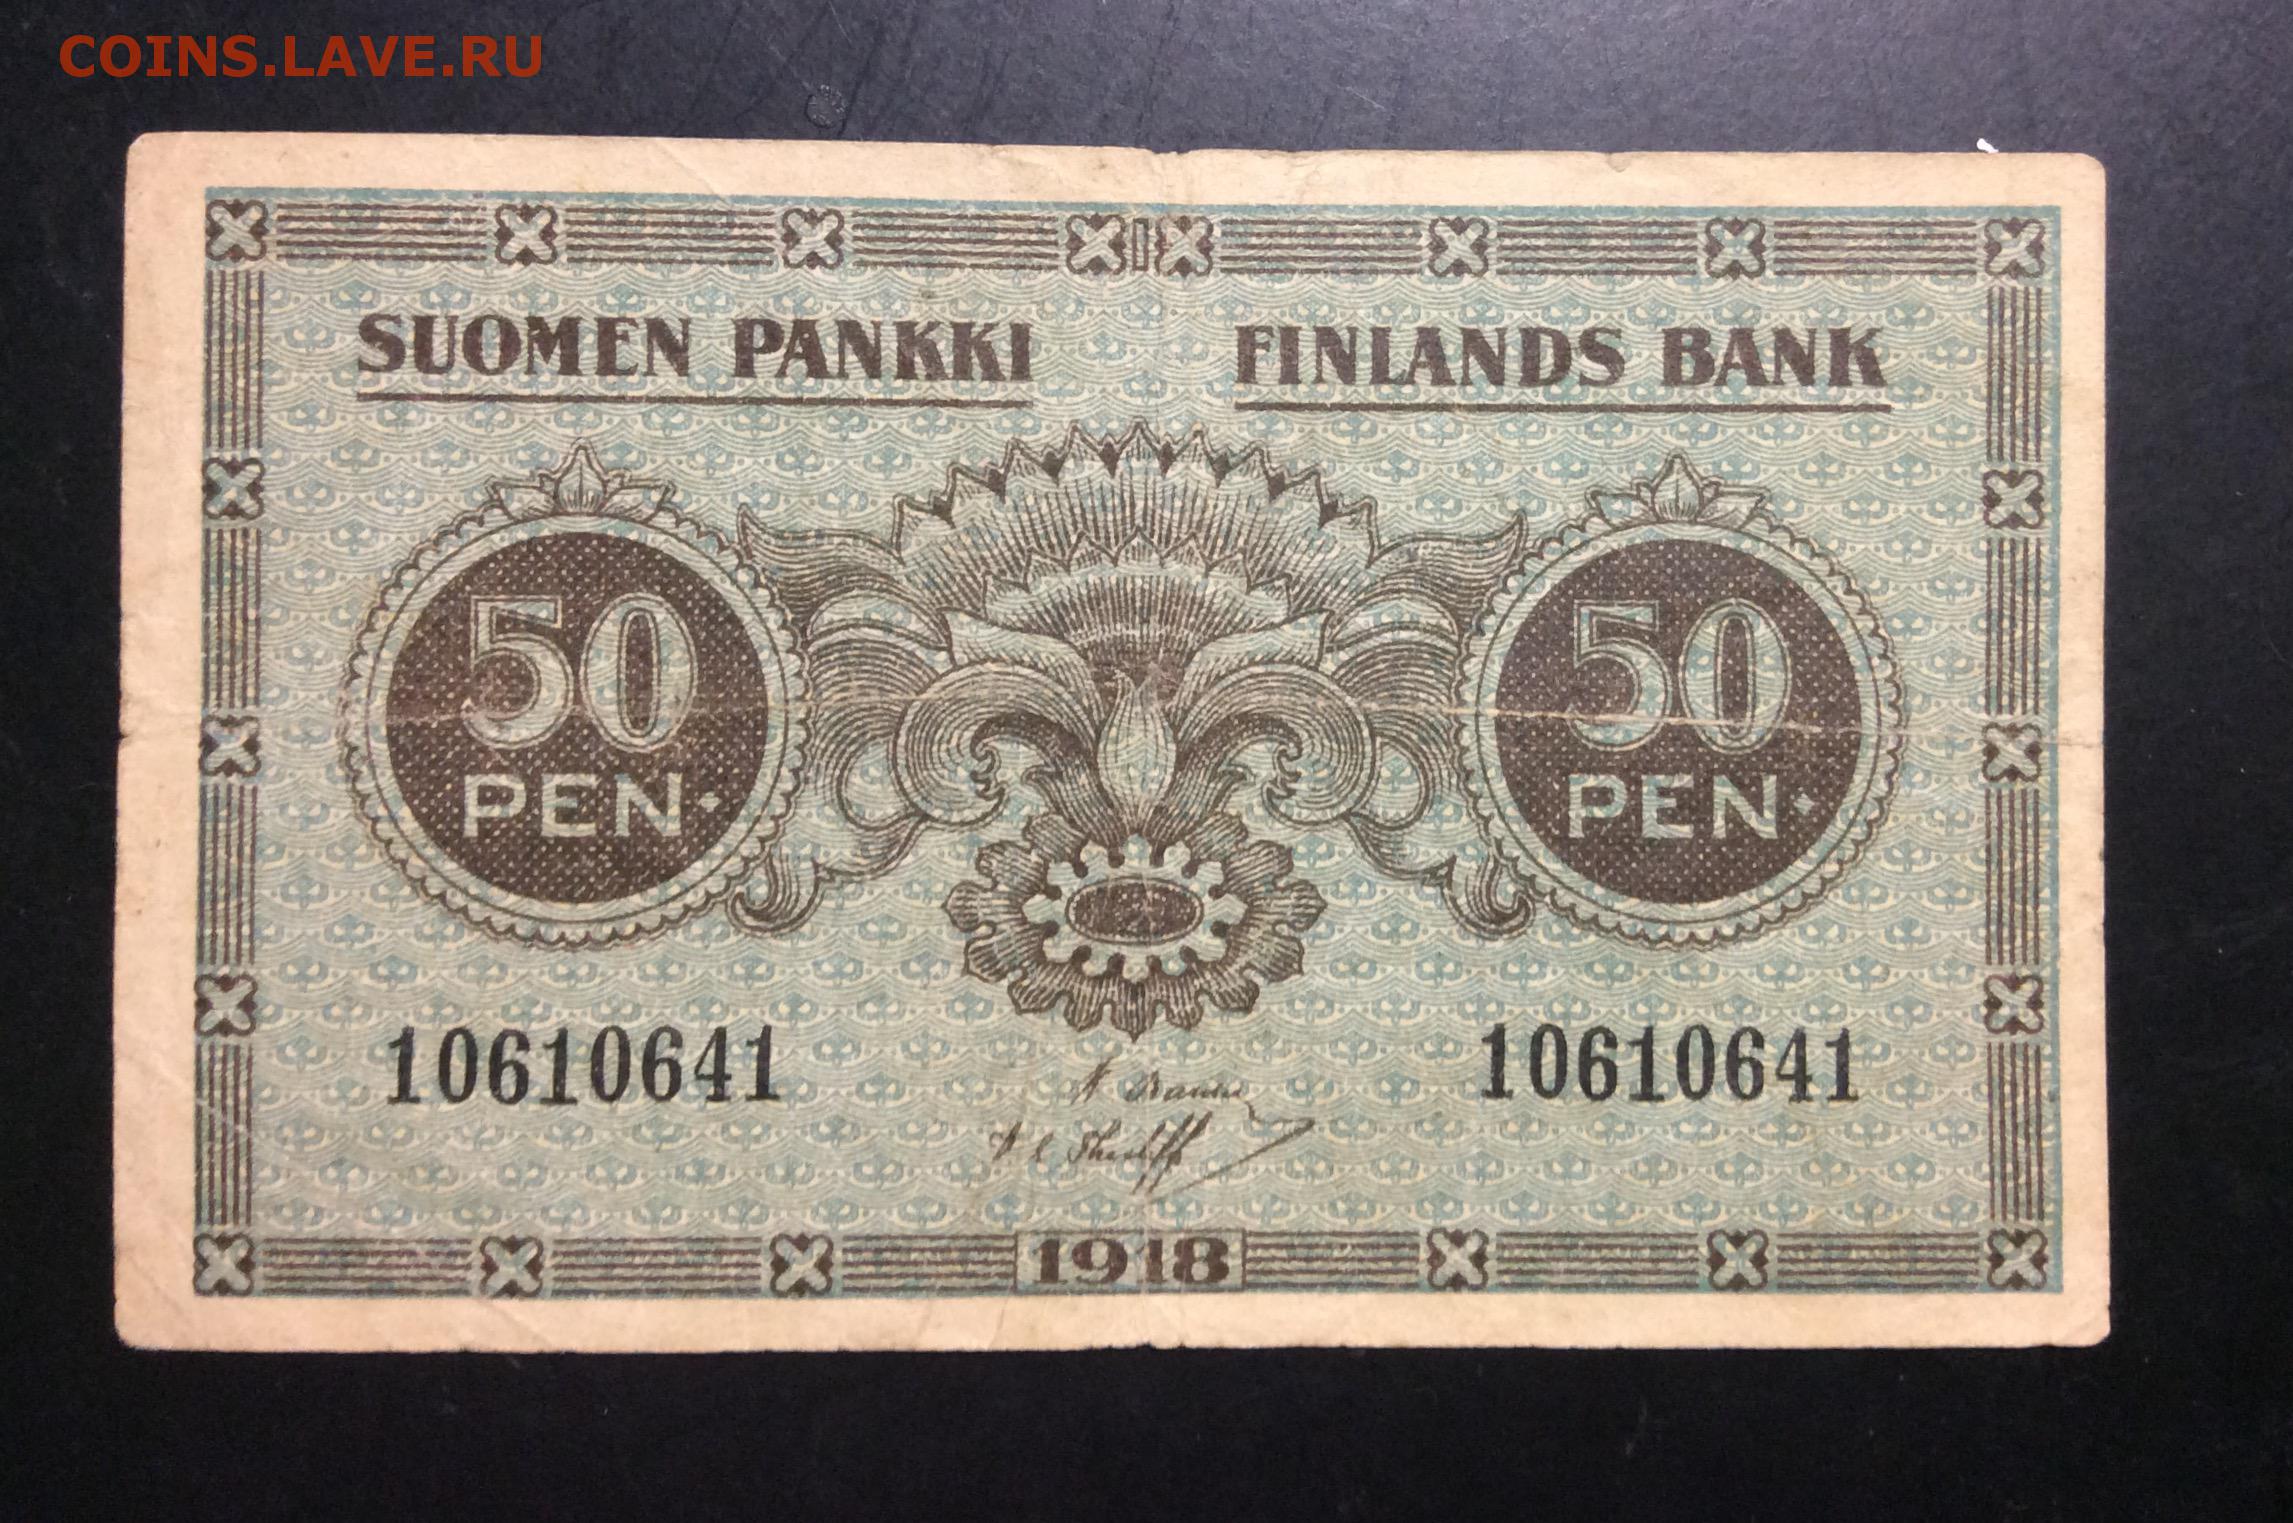 COINS.LAVE.RU
SUOMEN PANKKI FINLANDS BANK
50 50
PEN. PEN.
10610641 10610641
1918